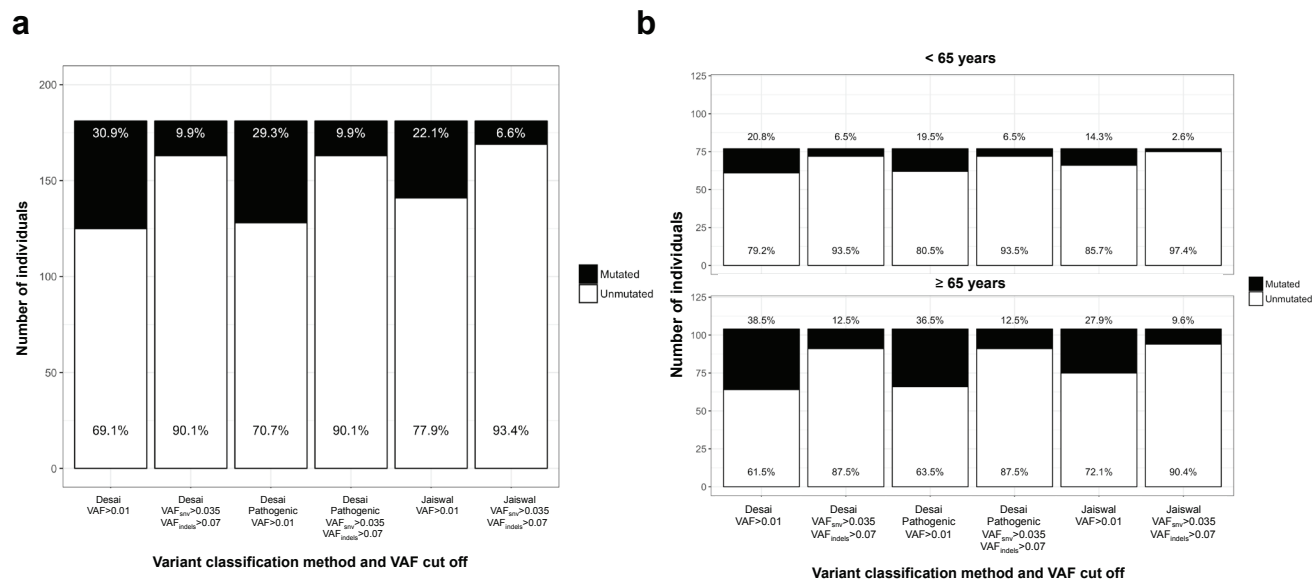 a
200
150
100
50
0
Number of individuals
30.9%
9.9%
29.3%
9.9%
22.1%
6.6%
69.1%
90.1%
70.7%
90.1%
77.9%
93.4%
Desai
VAF>0.01
Desai
VAFsnv>0.035
VAFindels>0.07
Desai
Pathogenic
VAF>0.01
Desai
Pathogenic
VAFsnv>0.035
VAFindels>0.07
Jaiswal
VAF>0.01
Jaiswal
VAFsnv>0.035
VAFindels>0.07
Variant classification method and VAF cut off
Mutated
Unmutated
b
< 65 years
125
100
75
50
25
0
20.8%
6.5%
19.5%
6.5%
14.3%
2.6%
79.2%
93.5%
80.5%
93.5%
85.7%
97.4%
Number of individuals
≥ 65 years
125
100
75
50
25
0
38.5%
12.5%
36.5%
12.5%
27.9%
9.6%
61.5%
87.5%
63.5%
87.5%
72.1%
90.4%
Desai
VAF>0.01
Desai
VAFsnv>0.035
VAFindels>0.07
Desai
Pathogenic
VAF>0.01
Desai
Pathogenic
VAFsnv>0.035
VAFindels>0.07
Jaiswal
VAF>0.01
Jaiswal
VAFsnv>0.035
VAFindels>0.07
Variant classification method and VAF cut off
Mutated
Unmutated